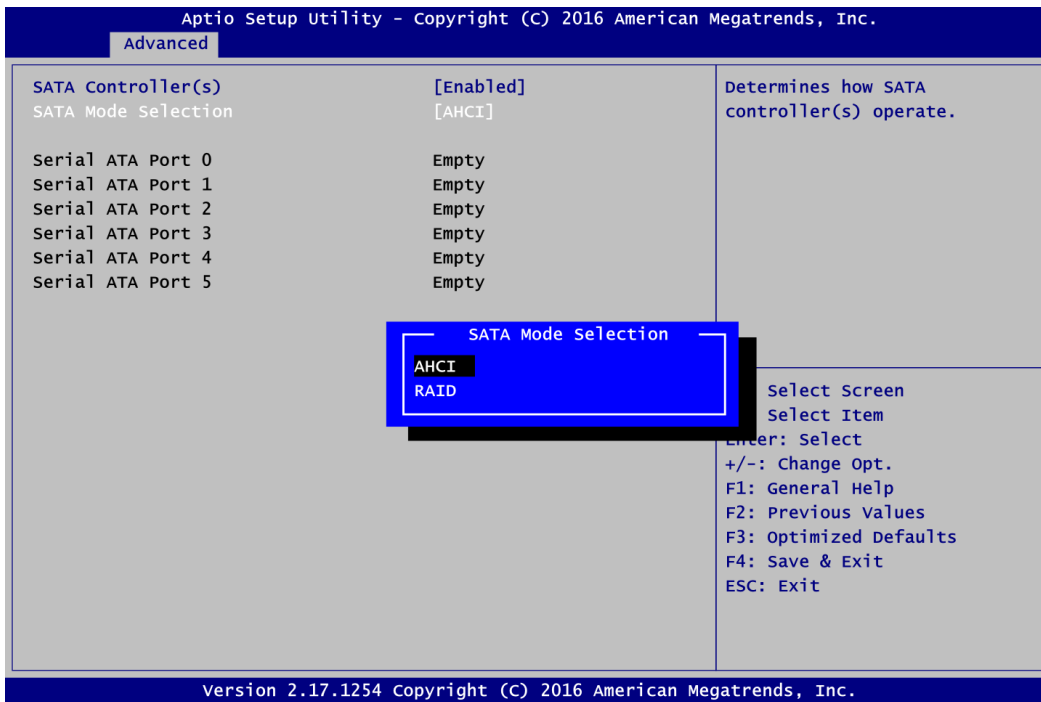 Aptio Setup Utility - Copyright (C) 2016 American Megatrends, Inc.
Advanced
SATA Controller(s) [Enabled]
SATA Mode Selection [AHCI]
Serial ATA Port 0 Empty
Serial ATA Port 1 Empty
Serial ATA Port 2 Empty
Serial ATA Port 3 Empty
Serial ATA Port 4 Empty
Serial ATA Port 5 Empty
Determines how SATA
controller(s) operate.
SATA Mode Selection
AHCI
RAID
Select Screen
Select Item
Enter: Select
+/-: Change Opt.
F1: General Help
F2: Previous Values
F3: Optimized Defaults
F4: Save & Exit
ESC: Exit
Version 2.17.1254 Copyright (C) 2016 American Megatrends, Inc.